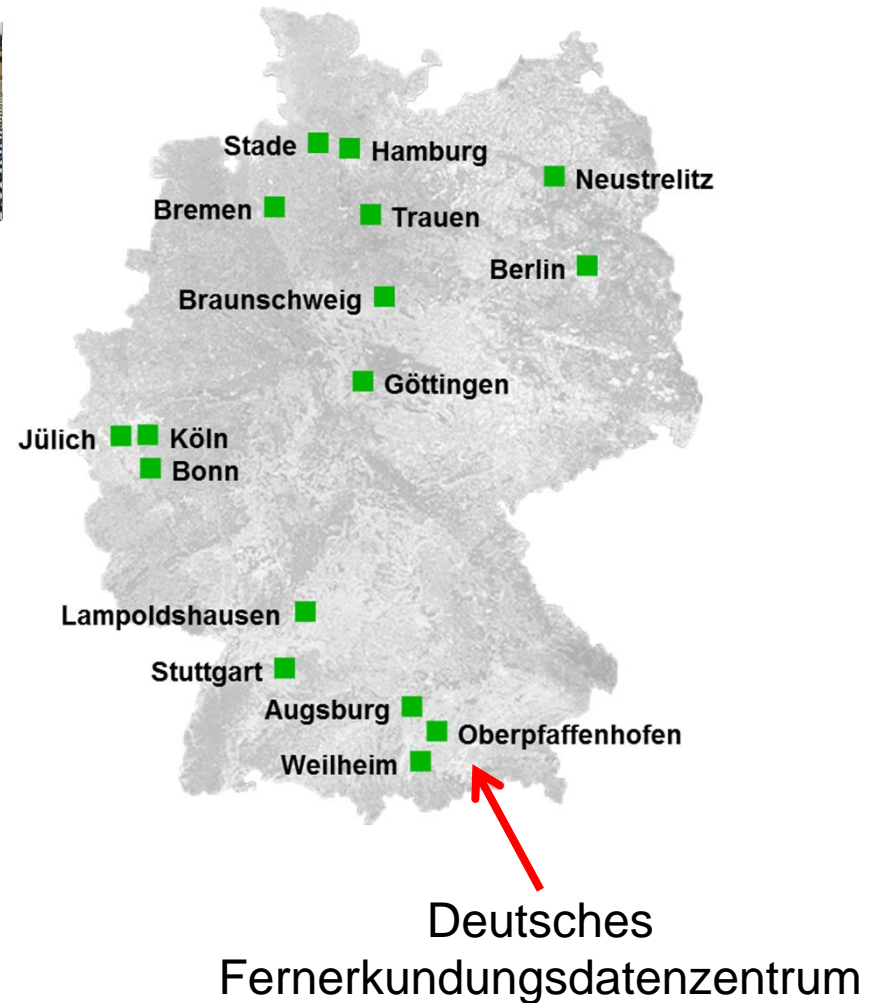 Stade
Hamburg
Neustrelitz
Bremen
Trauen
Berlin
Braunschweig
Göttingen
Jülich
Köln
Bonn
Lampoldshausen
Stuttgart
Augsburg
Oberpfaffenhofen
Weilheim
Deutsches
Fernerkundungsdatenzentrum